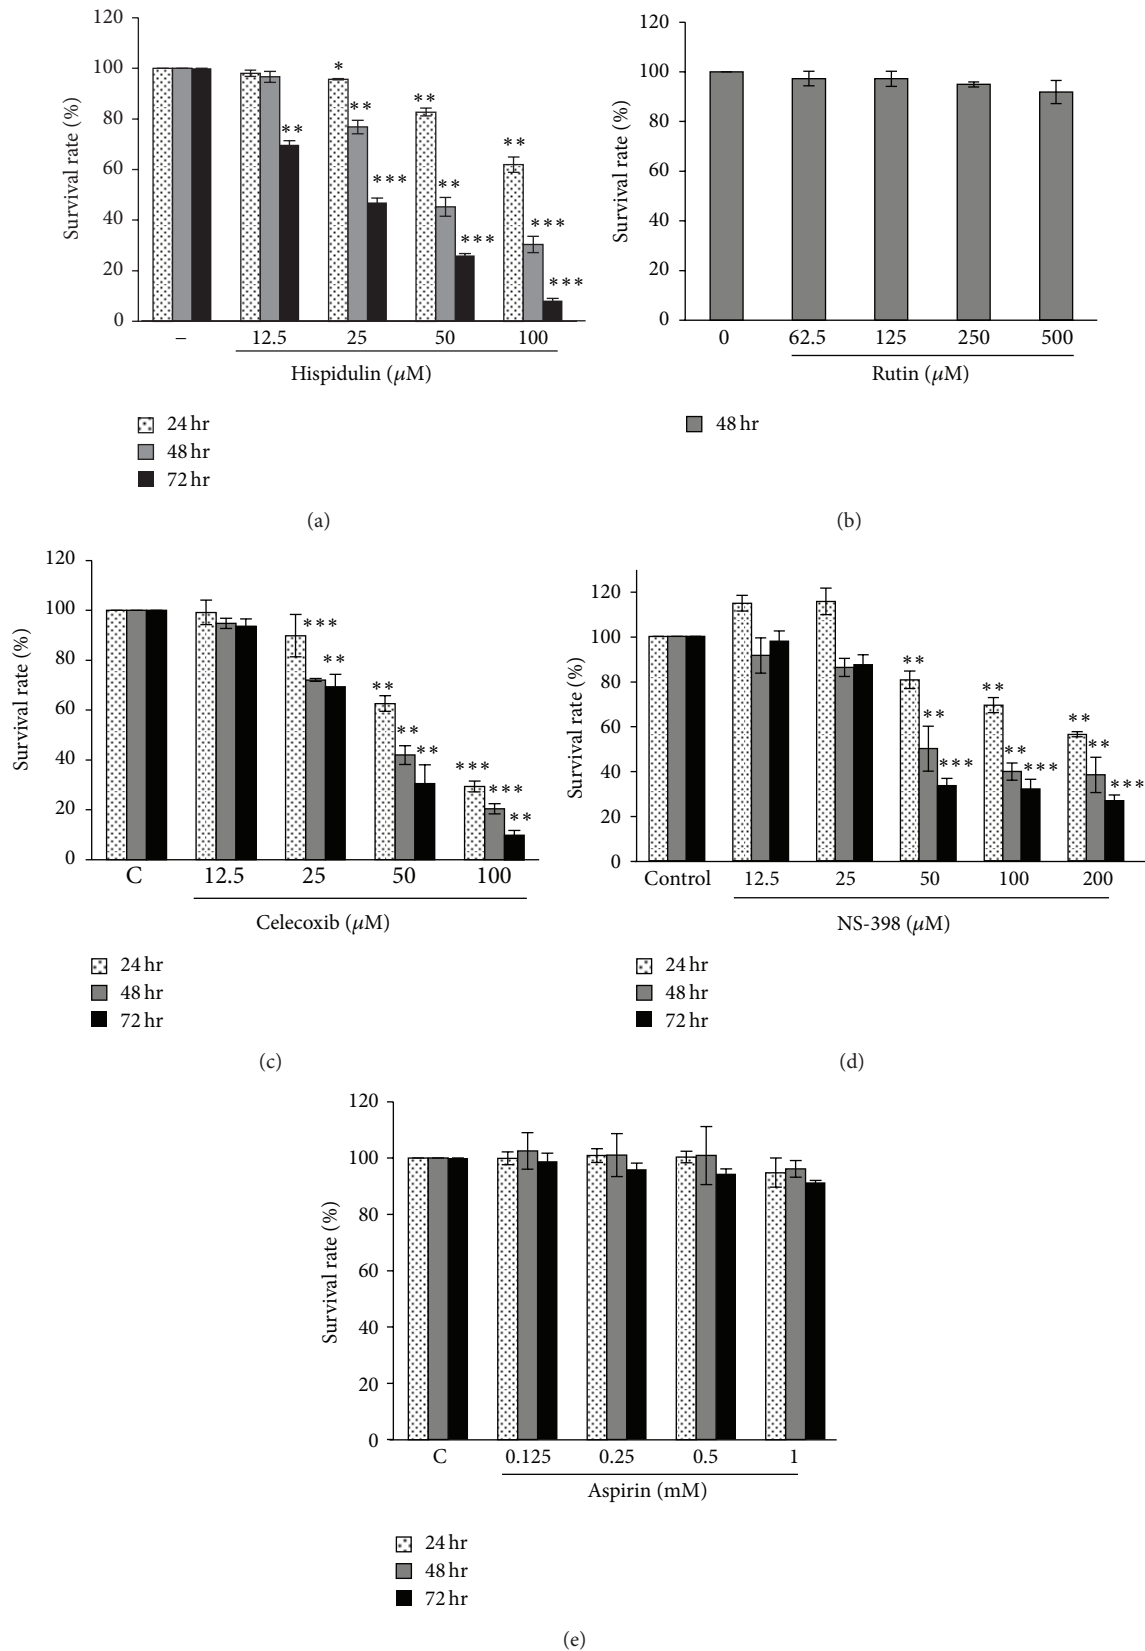 120
100
80
60
40
20
0
Survival rate (%)
*
**
**
**
**
***
**
***
***
***
– 12.5 25 50 100
Hispidulin (μM)
24 hr
48 hr
72 hr
(a)
120
100
80
60
40
20
0
Survival rate (%)
0 62.5 125 250 500
Rutin (μM)
48 hr
(b)
120
100
80
60
40
20
0
Survival rate (%)
***
**
**
**
**
***
***
**
C 12.5 25 50 100
Celecoxib (μM)
24 hr
48 hr
72 hr
(c)
120
100
80
60
40
20
0
Survival rate (%)
**
**
***
**
**
***
**
**
***
Control 12.5 25 50 100 200
NS-398 (μM)
24 hr
48 hr
72 hr
(d)
120
100
80
60
40
20
0
Survival rate (%)
C 0.125 0.25 0.5 1
Aspirin (mM)
24 hr
48 hr
72 hr
(e)